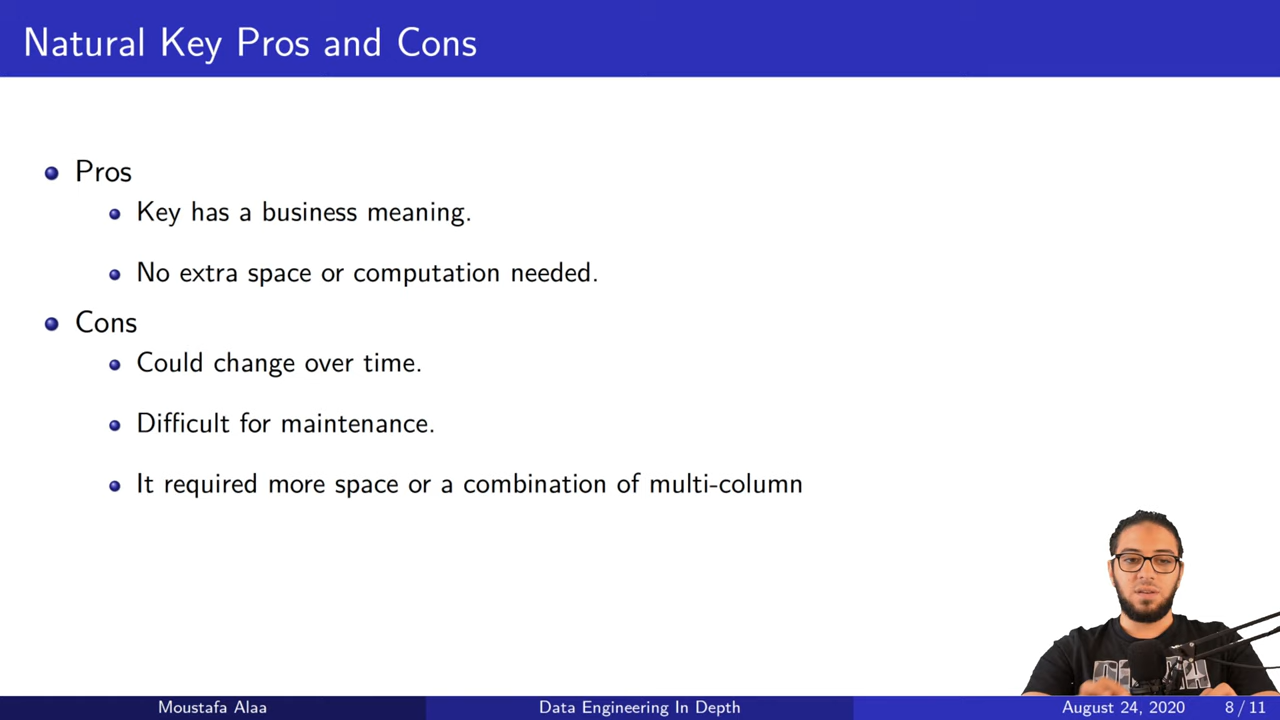 Natural Key Pros and Cons
Pros
Key has a business meaning.
No extra space or computation needed.
Cons
Could change over time.
Difficult for maintenance.
It required more space or a combination of multi-column
Moustafa Alaa
Data Engineering In Depth
August 24, 2020
8 / 11